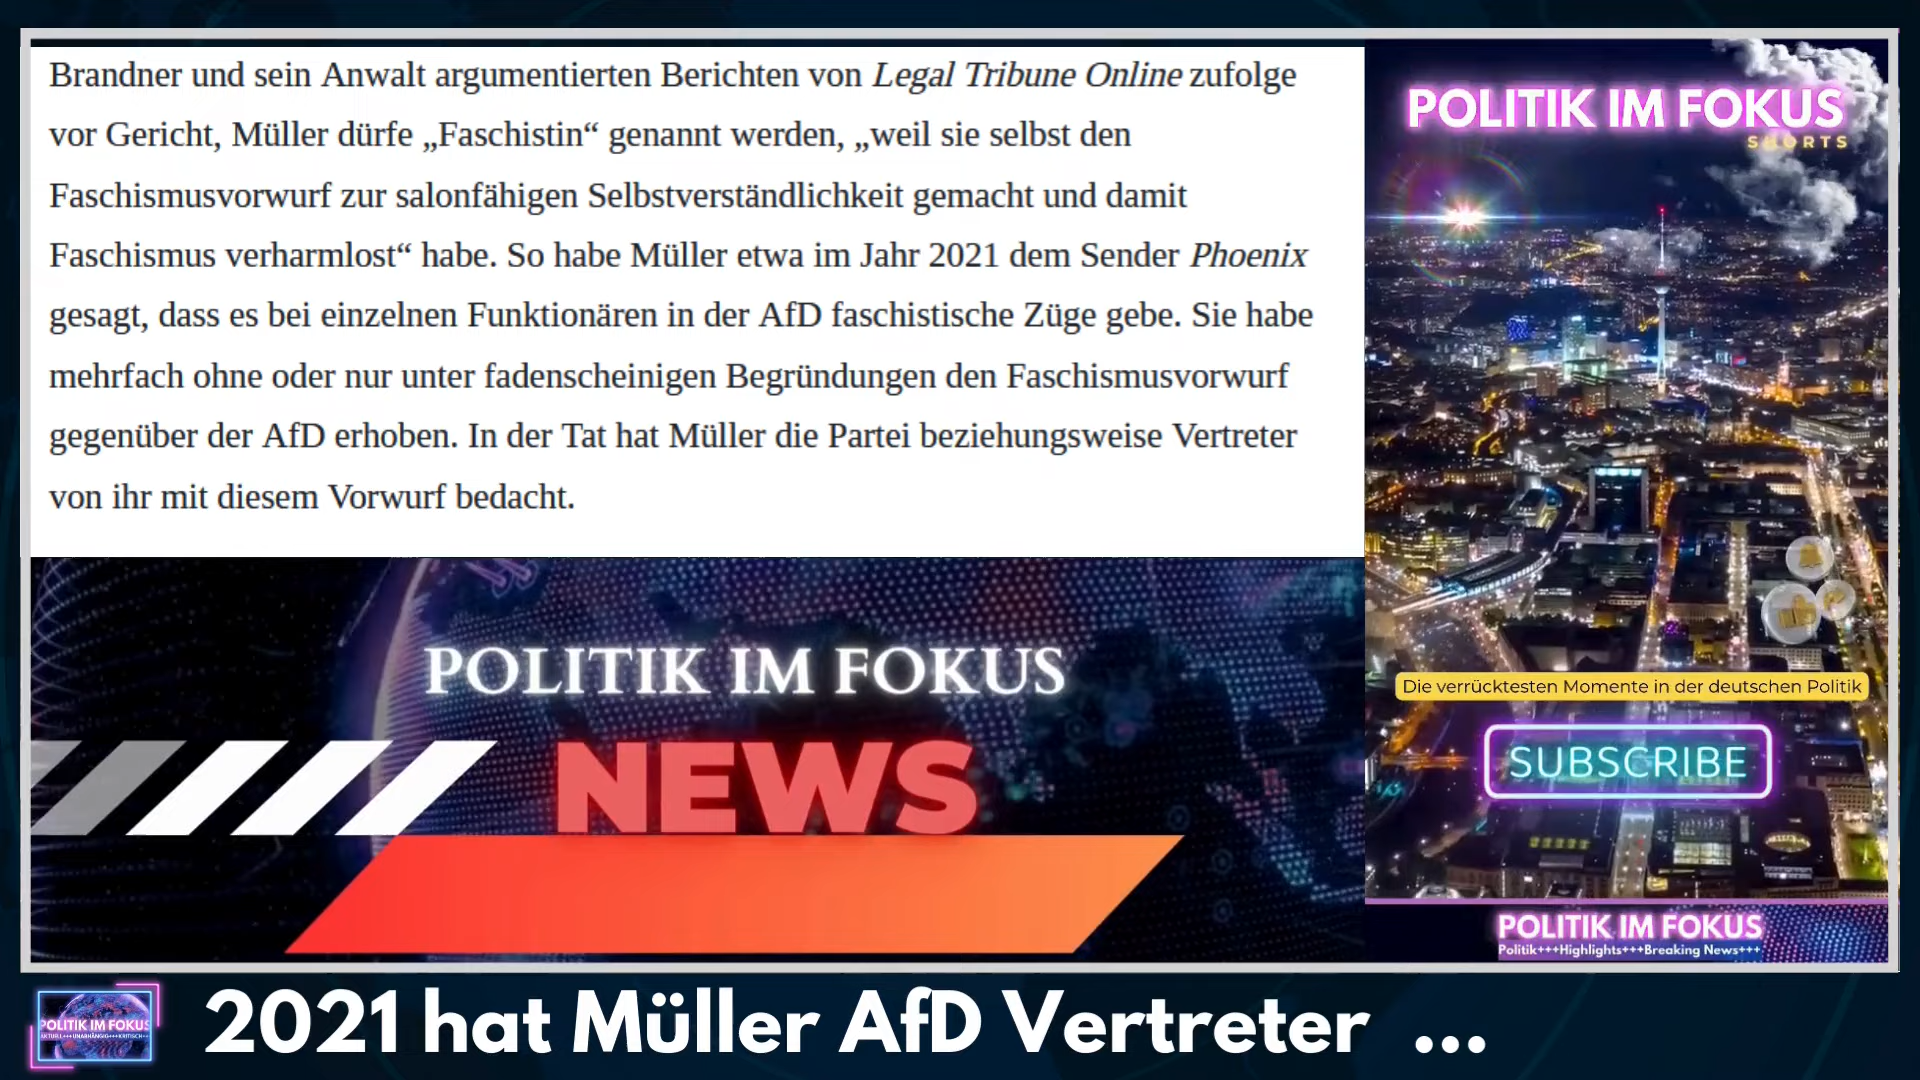 Brandner und sein Anwalt argumentierten Berichten von Legal Tribune Online zufolge
vor Gericht, Müller dürfe „Faschistin“ genannt werden, „weil sie selbst den
Faschismusvorwurf zur salonfähigen Selbstverständlichkeit gemacht und damit
Faschismus verharmlost“ habe. So habe Müller etwa im Jahr 2021 dem Sender Phoenix
gesagt, dass es bei einzelnen Funktionären in der AfD faschistische Züge gebe. Sie habe
mehrfach ohne oder nur unter fadenscheinigen Begründungen den Faschismusvorwurf
gegenüber der AfD erhoben. In der Tat hat Müller die Partei beziehungsweise Vertreter
von ihr mit diesem Vorwurf bedacht.
POLITIK IM FOKUS
NEWS
POLITIK IM FOKUS
SHORTS
Die verrücktesten Momente in der deutschen Politik
SUBSCRIBE
POLITIK IM FOKUS
Politik+++Highlights+++Breaking News+++
POLITIK IM FOKUS
AKTUELL+++UNABHÄNGIG+++KRITISCH+++
2021 hat Müller AfD Vertreter ...